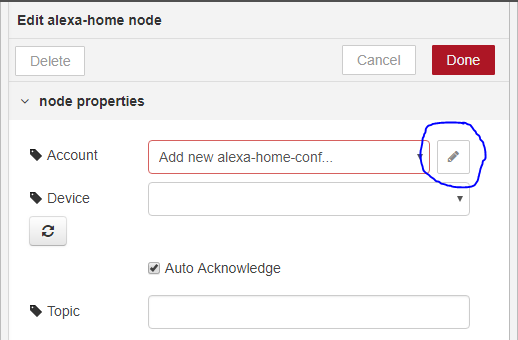 Edit alexa-home node
Delete
Cancel
Done
node properties
Account
Add new alexa-home-conf...
Device
Auto Acknowledge
Topic